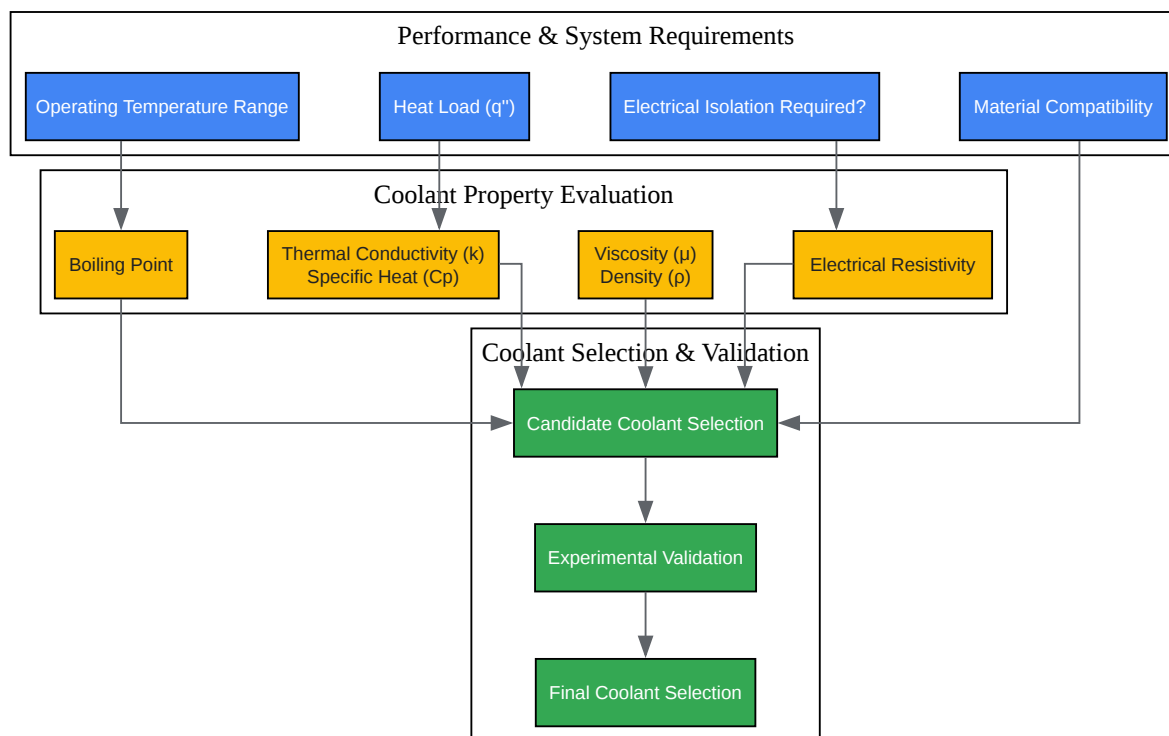 Performance & System Requirements
Operating Temperature Range
Heat Load (q")
Electrical Isolation Required?
Material Compatibility
Coolant Property Evaluation
Boiling Point
Thermal Conductivity (k)
Specific Heat (Cp)
Viscosity (μ)
Density (ρ)
Electrical Resistivity
Coolant Selection & Validation
Candidate Coolant Selection
Experimental Validation
Final Coolant Selection